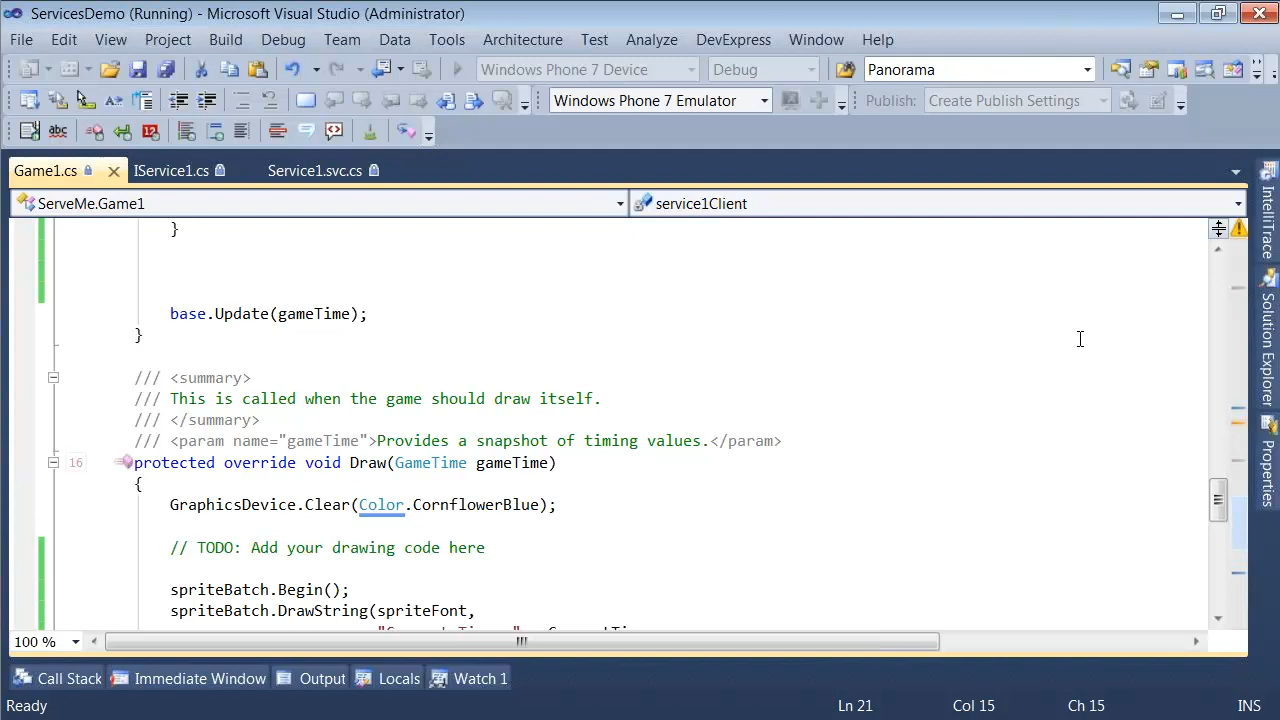 ServicesDemo (Running) - Microsoft Visual Studio (Administrator)
File Edit View Project Build Debug Team Data Tools Architecture Test Analyze DevExpress Window Help
Windows Phone 7 Device Debug Panorama
Windows Phone 7 Emulator Publish: Create Publish Settings
abc 12
Game1.cs IService1.cs Service1.svc.cs
ServeMe.Game1 service1Client
}
base.Update(gameTime);
}
/// <summary>
/// This is called when the game should draw itself.
/// </summary>
/// <param name="gameTime">Provides a snapshot of timing values.</param>
16 protected override void Draw(GameTime gameTime)
{
GraphicsDevice.Clear(Color.CornflowerBlue);
// TODO: Add your drawing code here
spriteBatch.Begin();
spriteBatch.DrawString(spriteFont,
100 %
IntelliTrace
Solution Explorer
Properties
Call Stack Immediate Window Output Locals Watch 1
Ready Ln 21 Col 15 Ch 15 INS